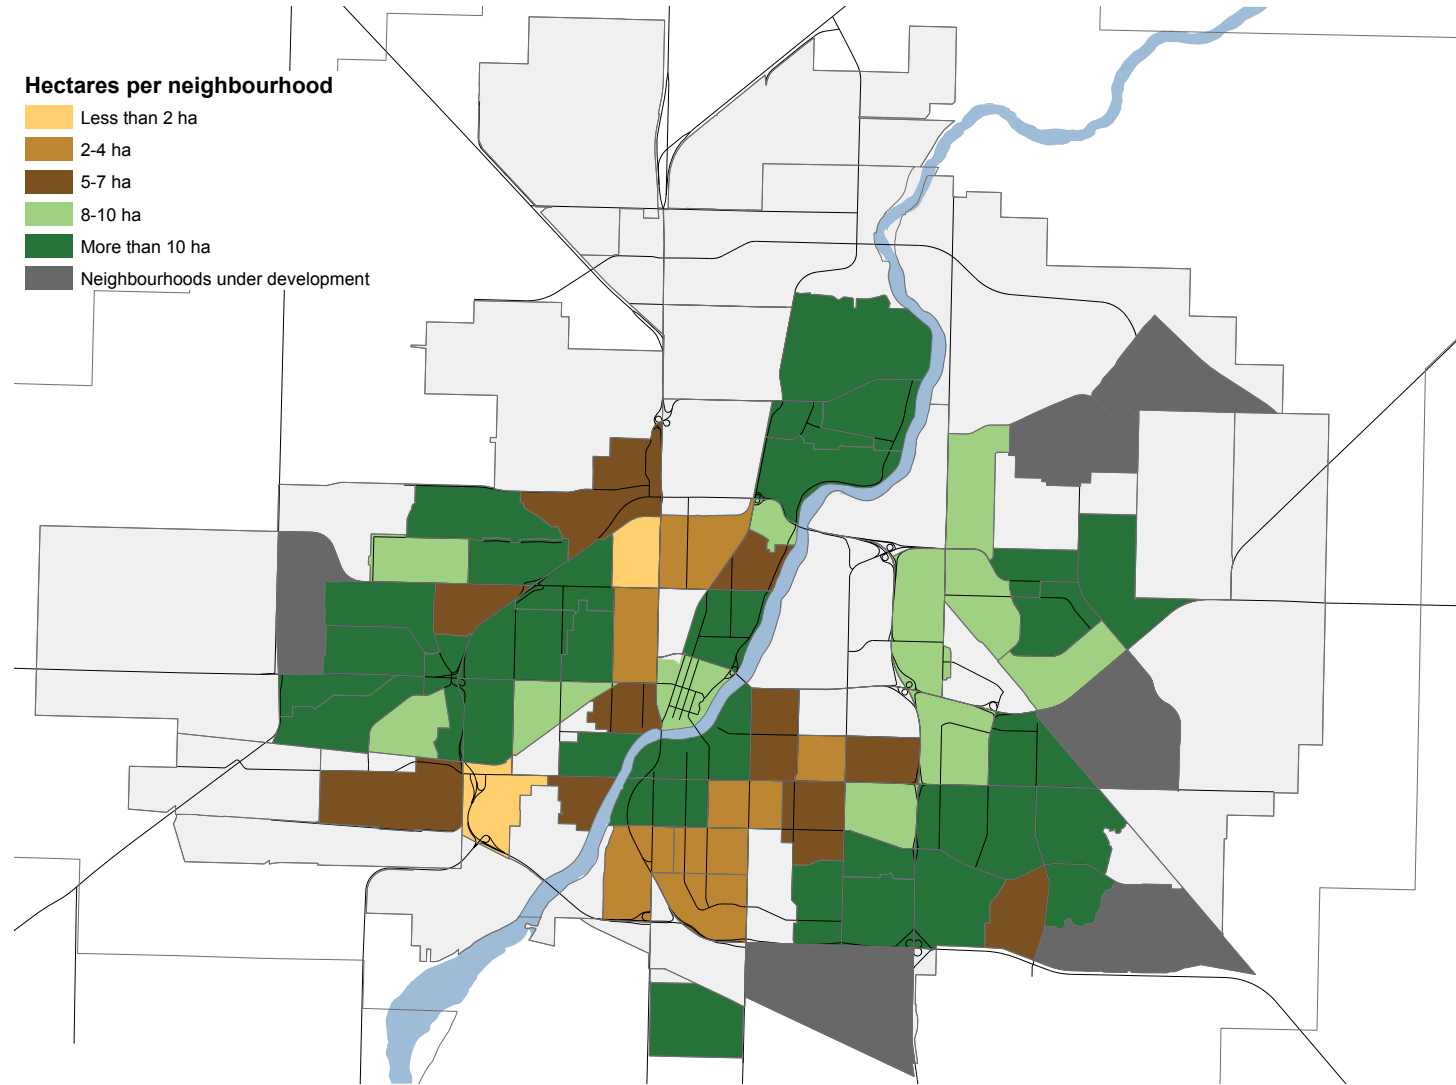 Hectares per neighbourhood
Less than 2 ha
2-4 ha
5-7 ha
8-10 ha
More than 10 ha
Neighbourhoods under development